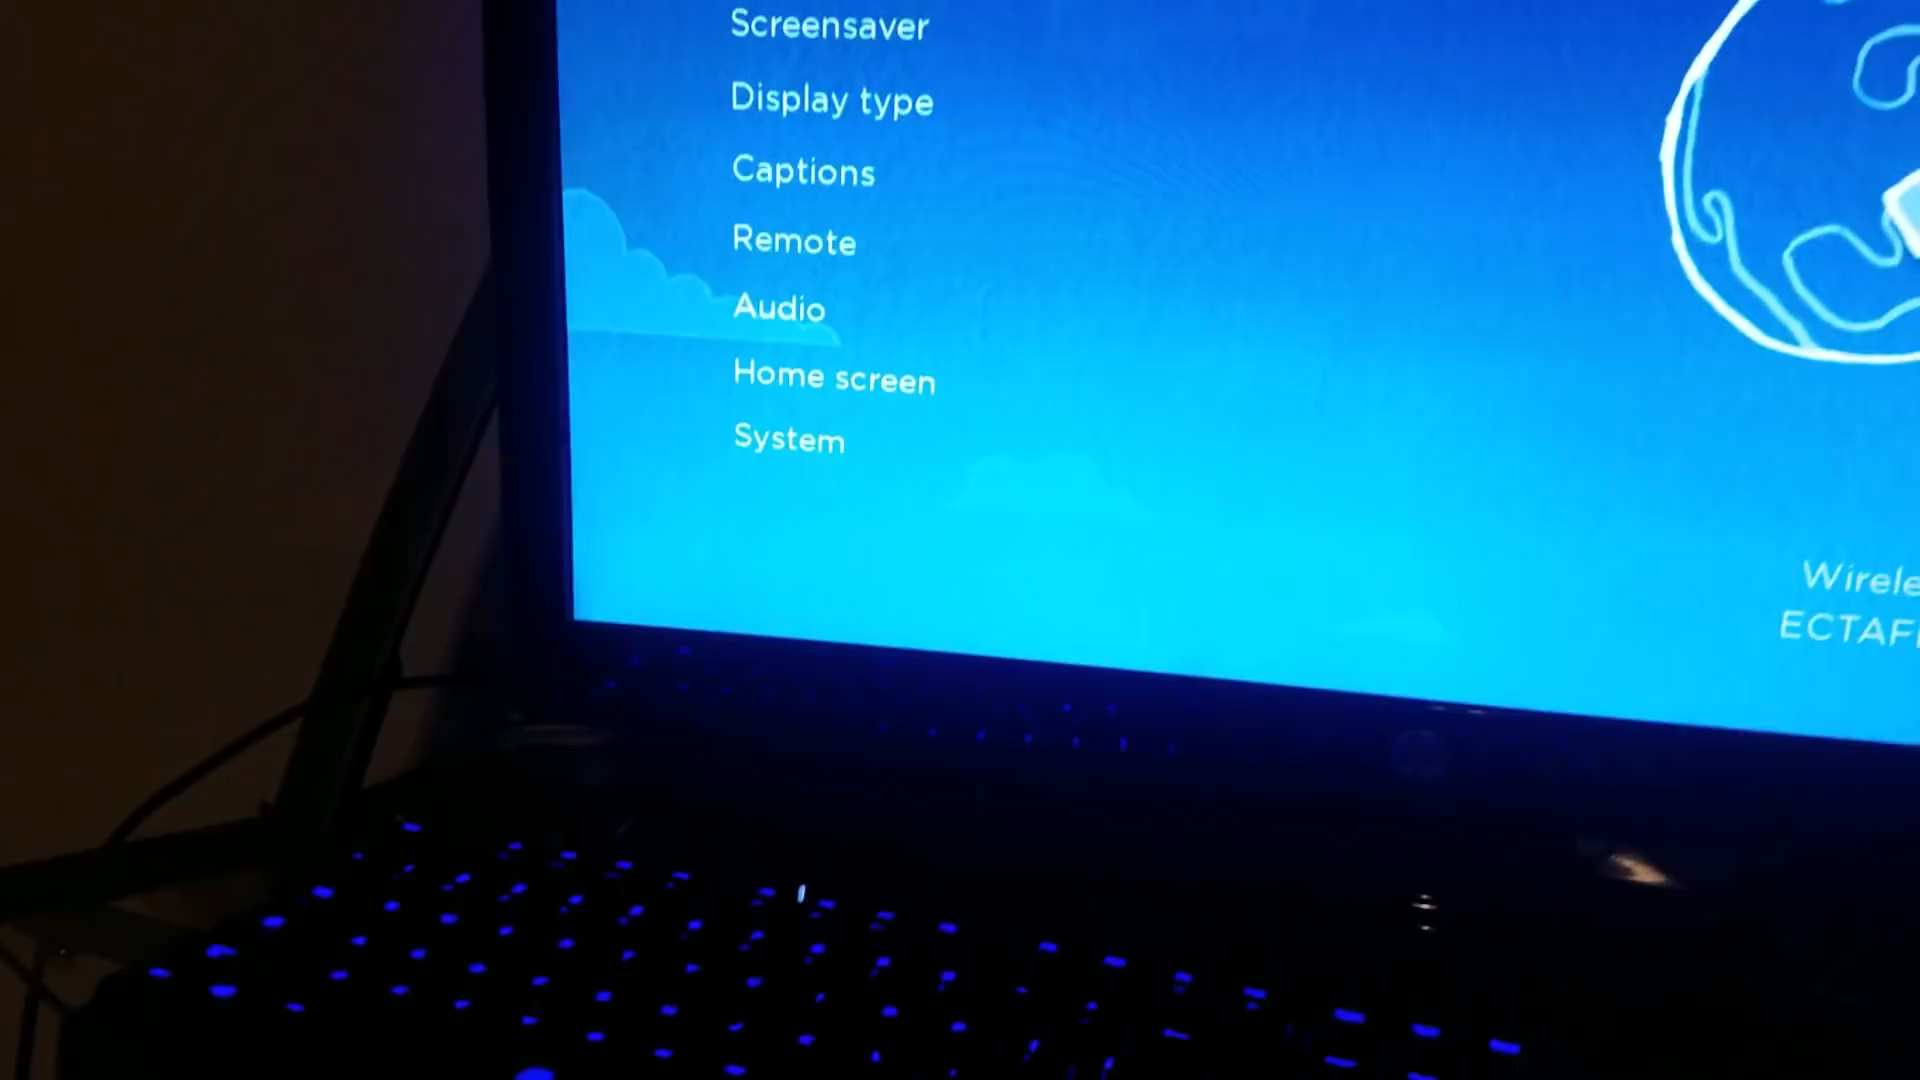 Screensaver
Display type
Captions
Remote
Audio
Home screen
System